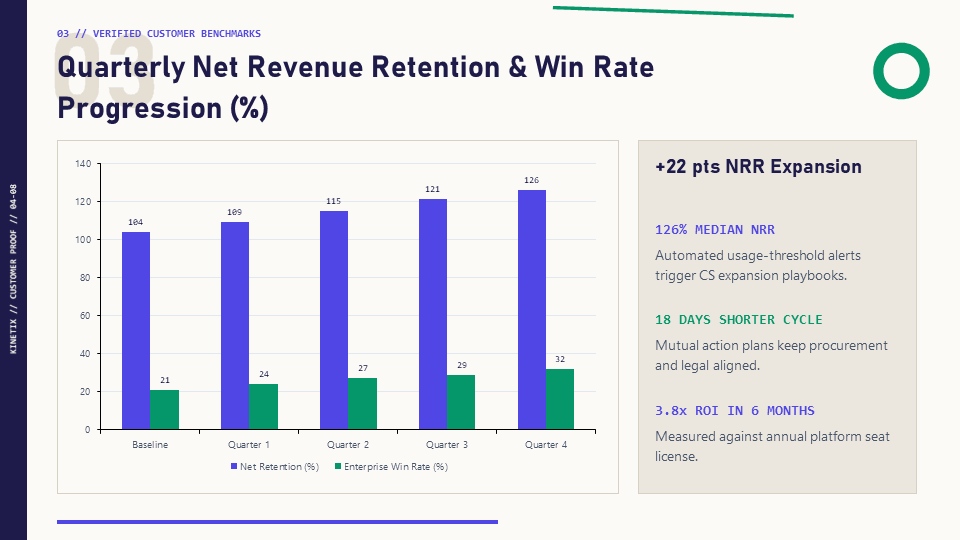 03 // VERIFIED CUSTOMER BENCHMARKS
03
Quarterly Net Revenue Retention & Win Rate
Progression (%)
KINETIX // CUSTOMER PROOF // 04-08
140
120
100
80
60
40
20
0
104
21
109
24
115
27
121
29
126
32
Baseline
Quarter 1
Quarter 2
Quarter 3
Quarter 4
Net Retention (%)
Enterprise Win Rate (%)
+22 pts NRR Expansion
126% MEDIAN NRR
Automated usage-threshold alerts
trigger CS expansion playbooks.
18 DAYS SHORTER CYCLE
Mutual action plans keep procurement
and legal aligned.
3.8x ROI IN 6 MONTHS
Measured against annual platform seat
license.